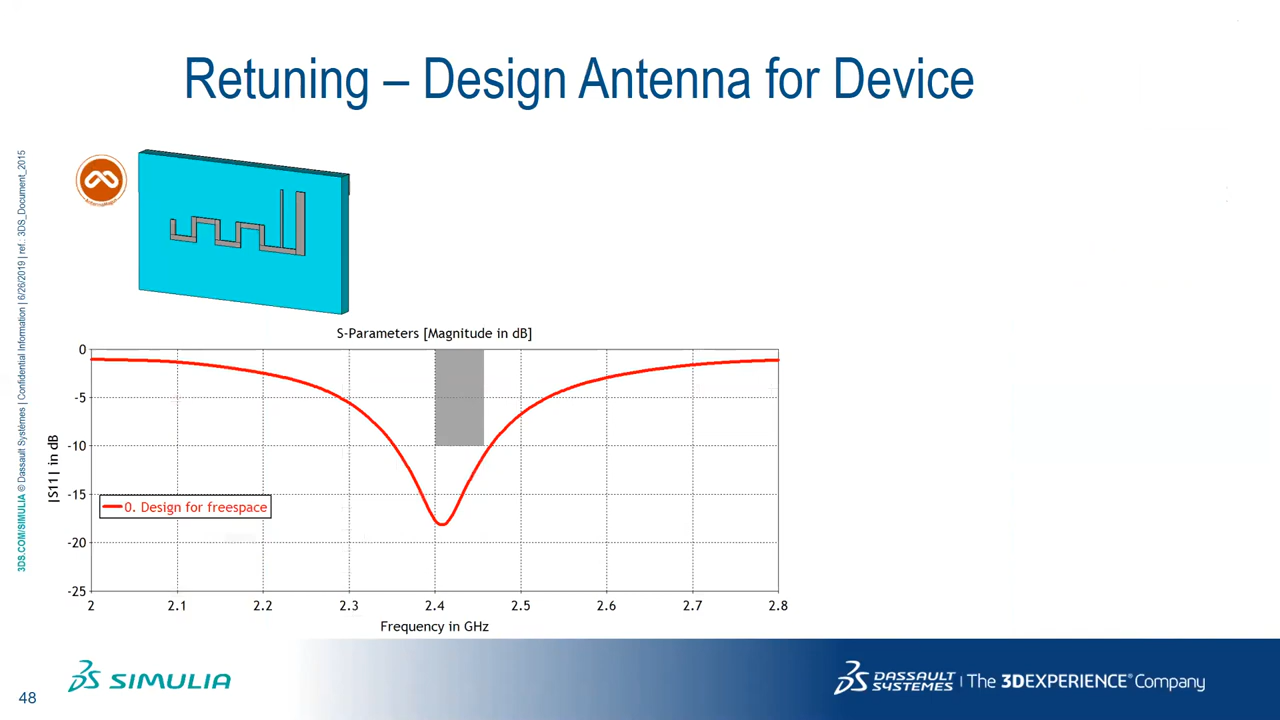 Retuning – Design Antenna for Device
3DS.COM/SIMULIA © Dassault Systèmes | Confidential Information | 6/26/2019 | ref.: 3DS_Document_2015
S-Parameters [Magnitude in dB]
0
-5
-10
-15
-20
-25
|S11| in dB
0. Design for freespace
2 2.1 2.2 2.3 2.4 2.5 2.6 2.7 2.8
Frequency in GHz
48
SIMULIA
DASSAULT SYSTEMES | The 3DEXPERIENCE® Company